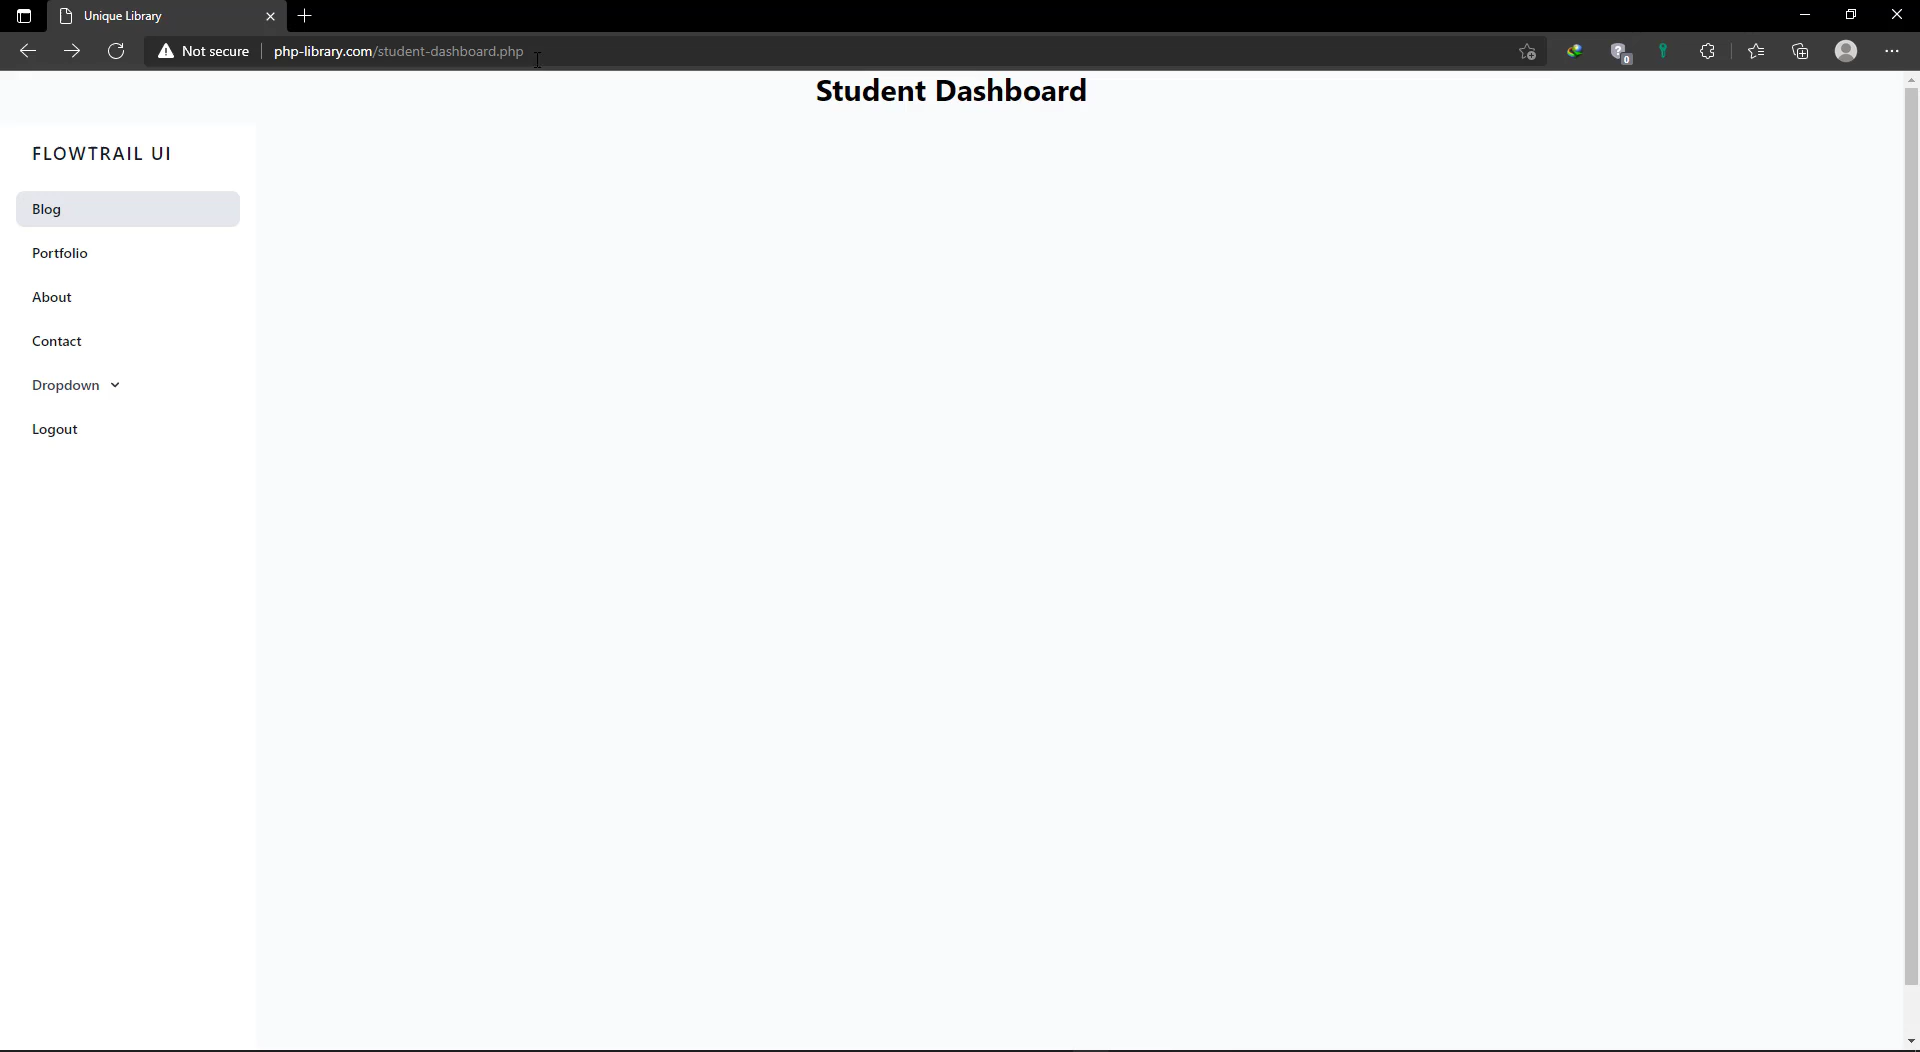 Unique Library
Not secure php-library.com/student-dashboard.php
0
Student Dashboard
FLOWTRAIL UI
Blog
Portfolio
About
Contact
Dropdown
Logout